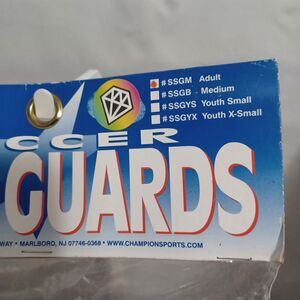 #SSGM Adult
#SSGB - Medium
#SSGYS Youth Small
#SSGYX Youth X-Small
CCER
GUARDS
WAY • MARLBORO, NJ 07746-0368 • WWW.CHAMPIONSPORTS.COM